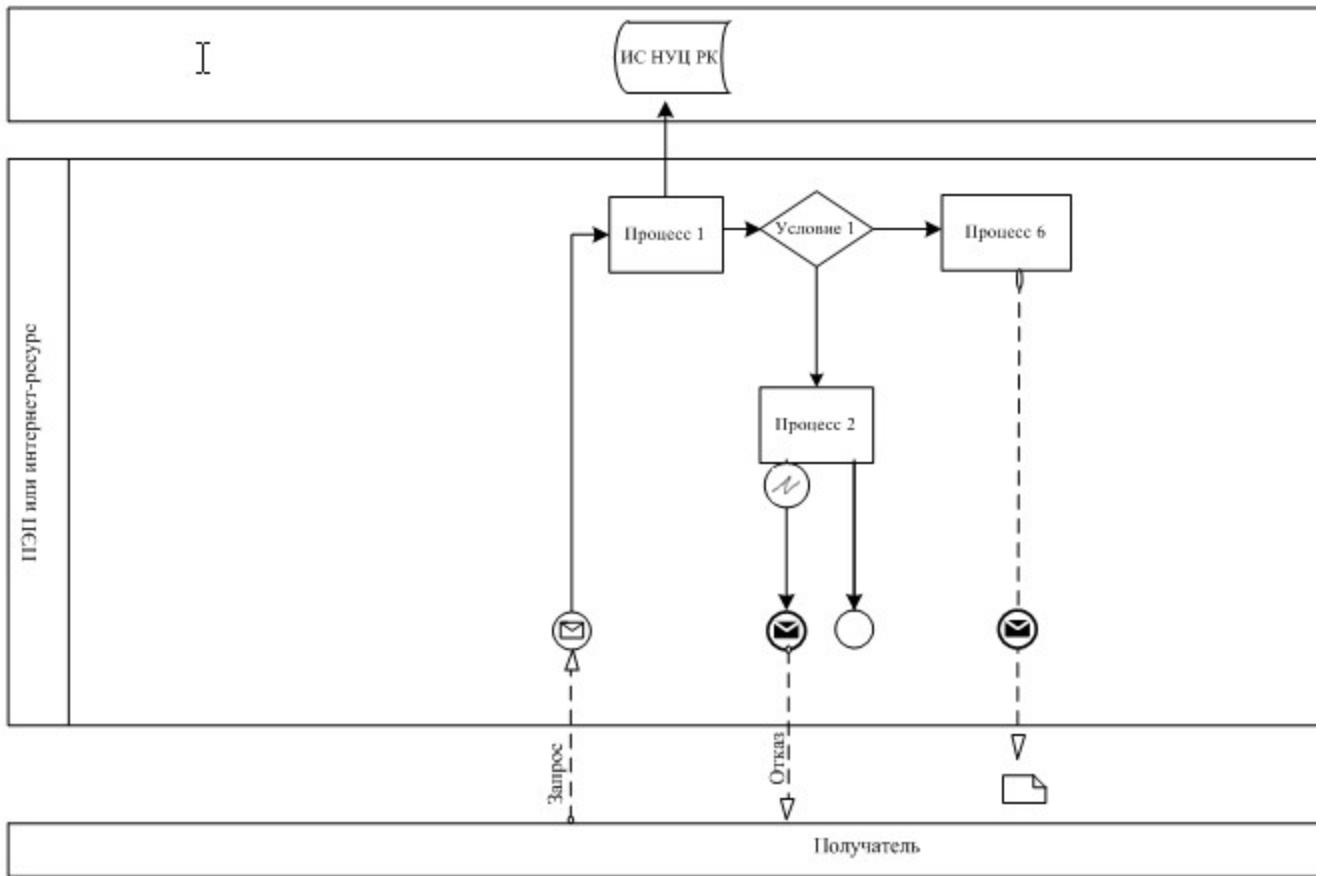 ИС НУЦ РК
Процесс 1
Условие 1
Процесс 6
ПЭП или интернет-ресурс
Процесс 2
Запрос
Отказ
Получатель